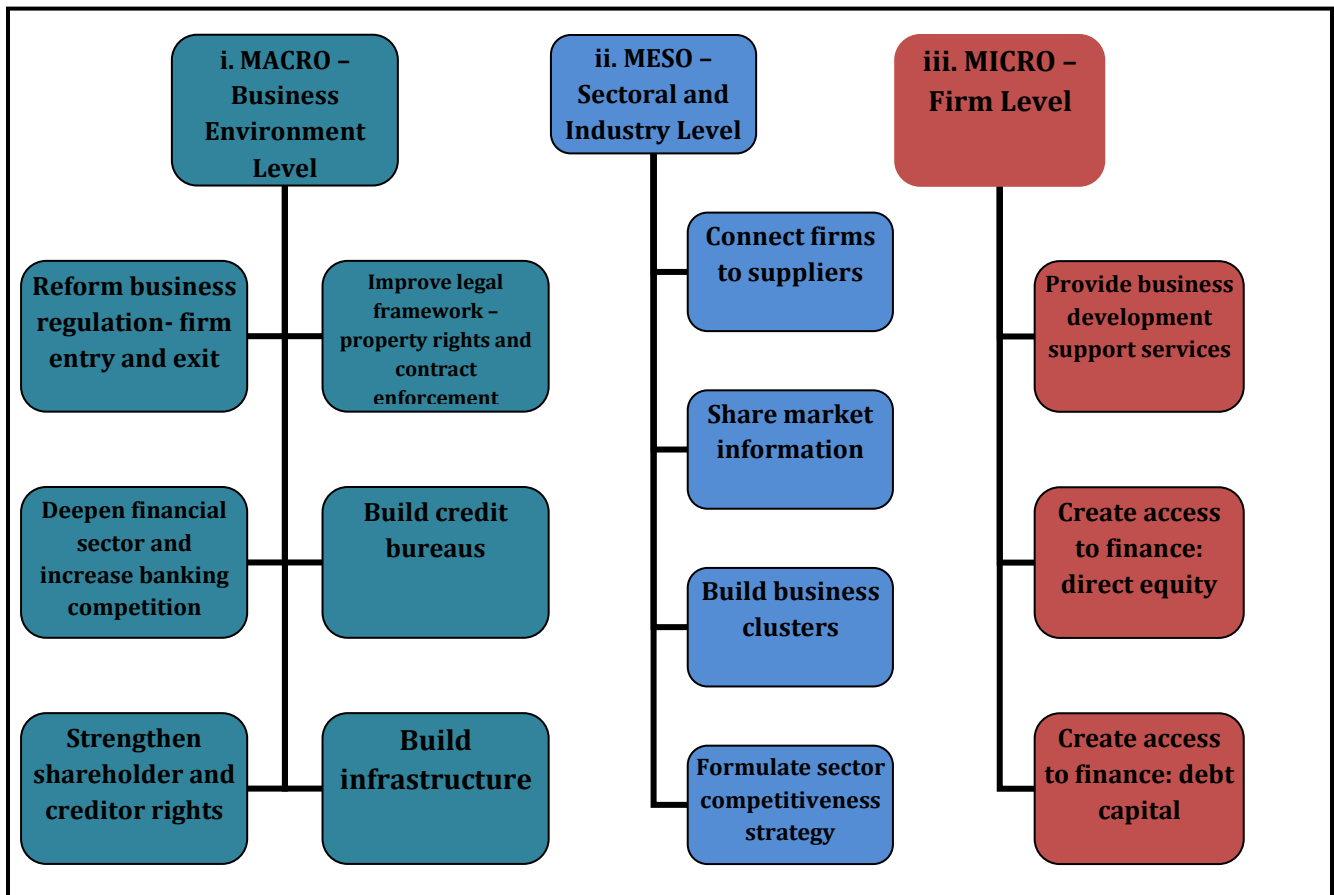 i. MACRO –
Business
Environment
Level
Reform business
regulation- firm
entry and exit
Improve legal
framework –
property rights and
contract
enforcement
Deepen financial
sector and
increase banking
competition
Build credit
bureaus
Strengthen
shareholder and
creditor rights
Build
infrastructure
ii. MESO –
Sectoral and
Industry Level
Connect firms
to suppliers
Share market
information
Build business
clusters
Formulate sector
competitiveness
strategy
iii. MICRO –
Firm Level
Provide business
development
support services
Create access
to finance:
direct equity
Create access
to finance: debt
capital